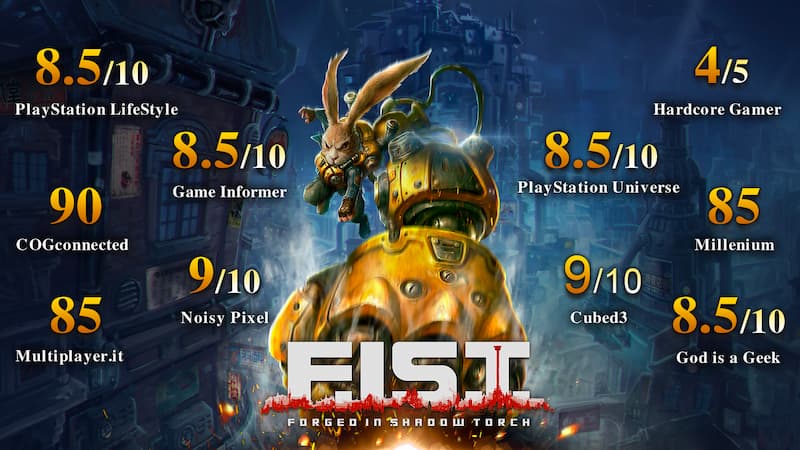 8.5/10
PlayStation LifeStyle
4/5
Hardcore Gamer
8.5/10
Game Informer
8.5/10
PlayStation Universe
90
COGconnected
85
Millenium
9/10
Noisy Pixel
9/10
Cubed3
85
Multiplayer.it
8.5/10
God is a Geek
F.I.S.T.
FORGED IN SHADOW TORCH